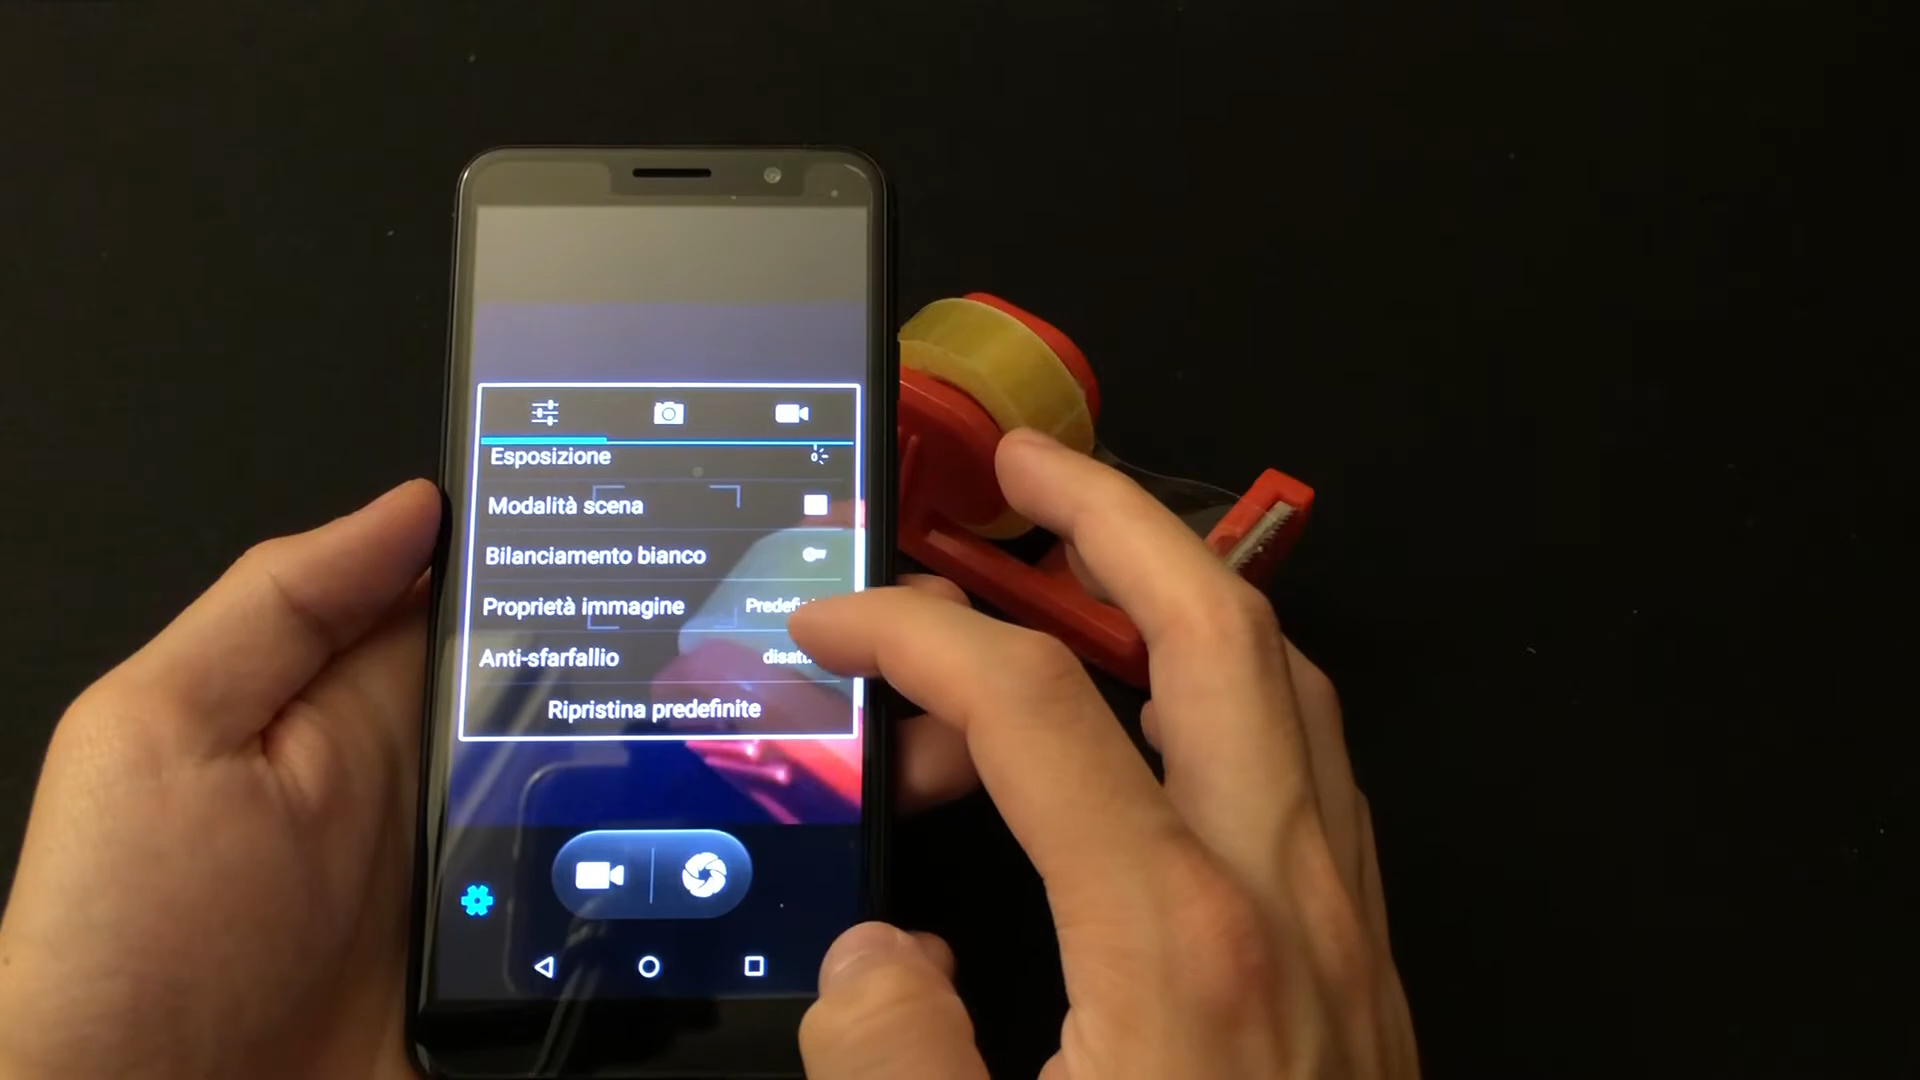 Esposizione
Modalità scena
Bilanciamento bianco
Proprietà immagine
Anti-sfarfallio
Ripristina predefinite